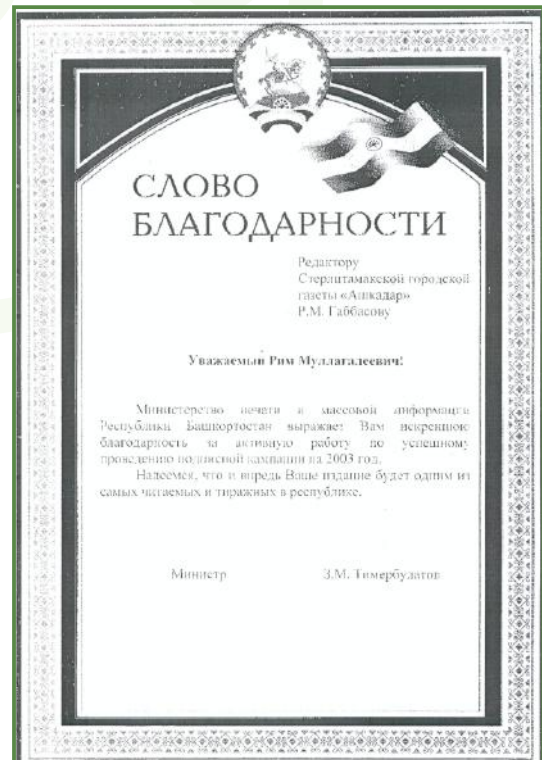 СЛОВО
БЛАГОДАРНОСТИ
Редактору
Стерлитамакской городской
газеты «Ашкадар»
Р.М. Габбасову
Уважаемый Рим Муллагалеевич!
Министерство печати и массовой информации
Республики Башкортостан выражает Вам искреннюю
благодарность за активную работу по успешному
проведению подписной кампании на 2003 год.
Надеемся, что и впредь Ваше издание будет одним из
самых читаемых и тиражных в республике.
Министр З.М. Тимербулатов